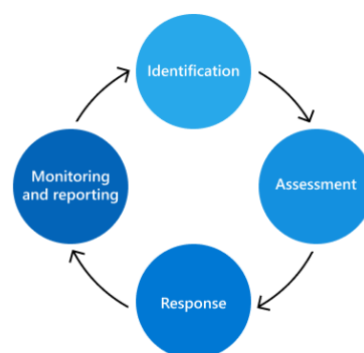 Identification
Assessment
Response
Monitoring
and reporting